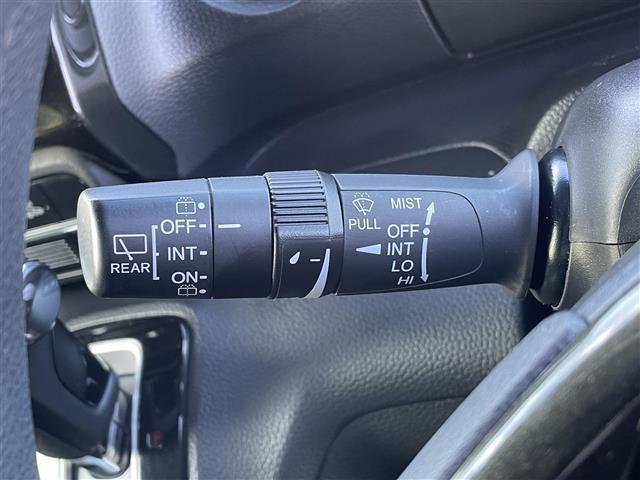 OFF
INT
REAR
ON
PULL
MIST
OFF
INT
LO
HI